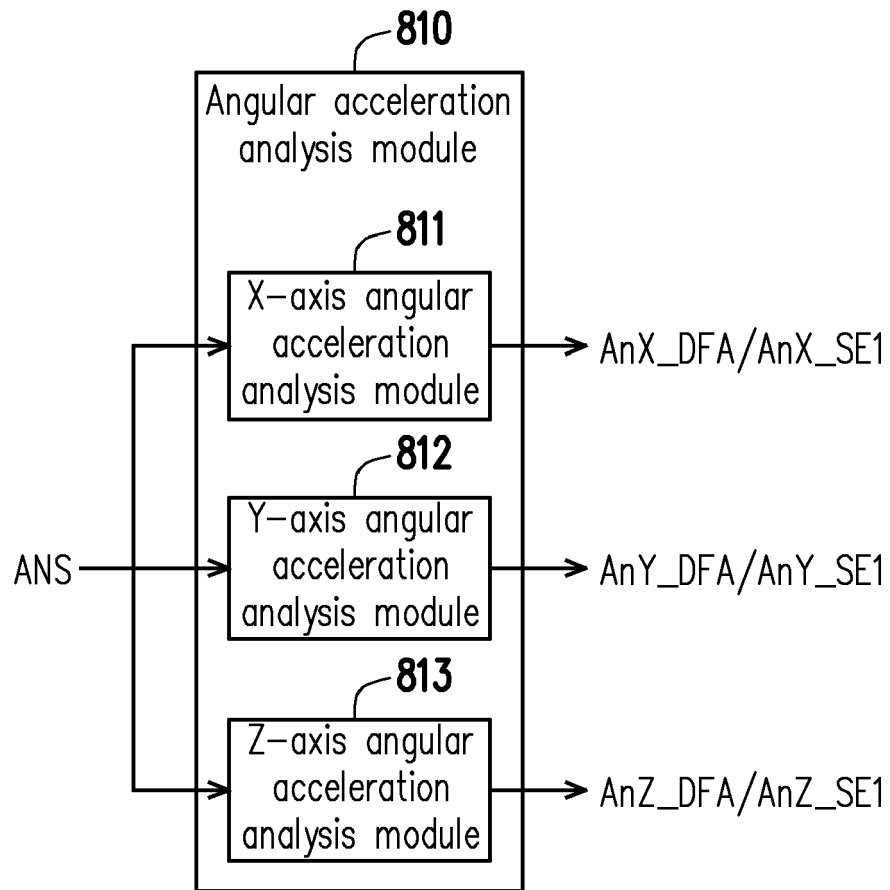 810
Angular acceleration
analysis module
811
X-axis angular
acceleration
analysis module
AnX_DFA/AnX_SE1
812
Y-axis angular
acceleration
analysis module
ANS
AnY_DFA/AnY_SE1
813
Z-axis angular
acceleration
analysis module
AnZ_DFA/AnZ_SE1